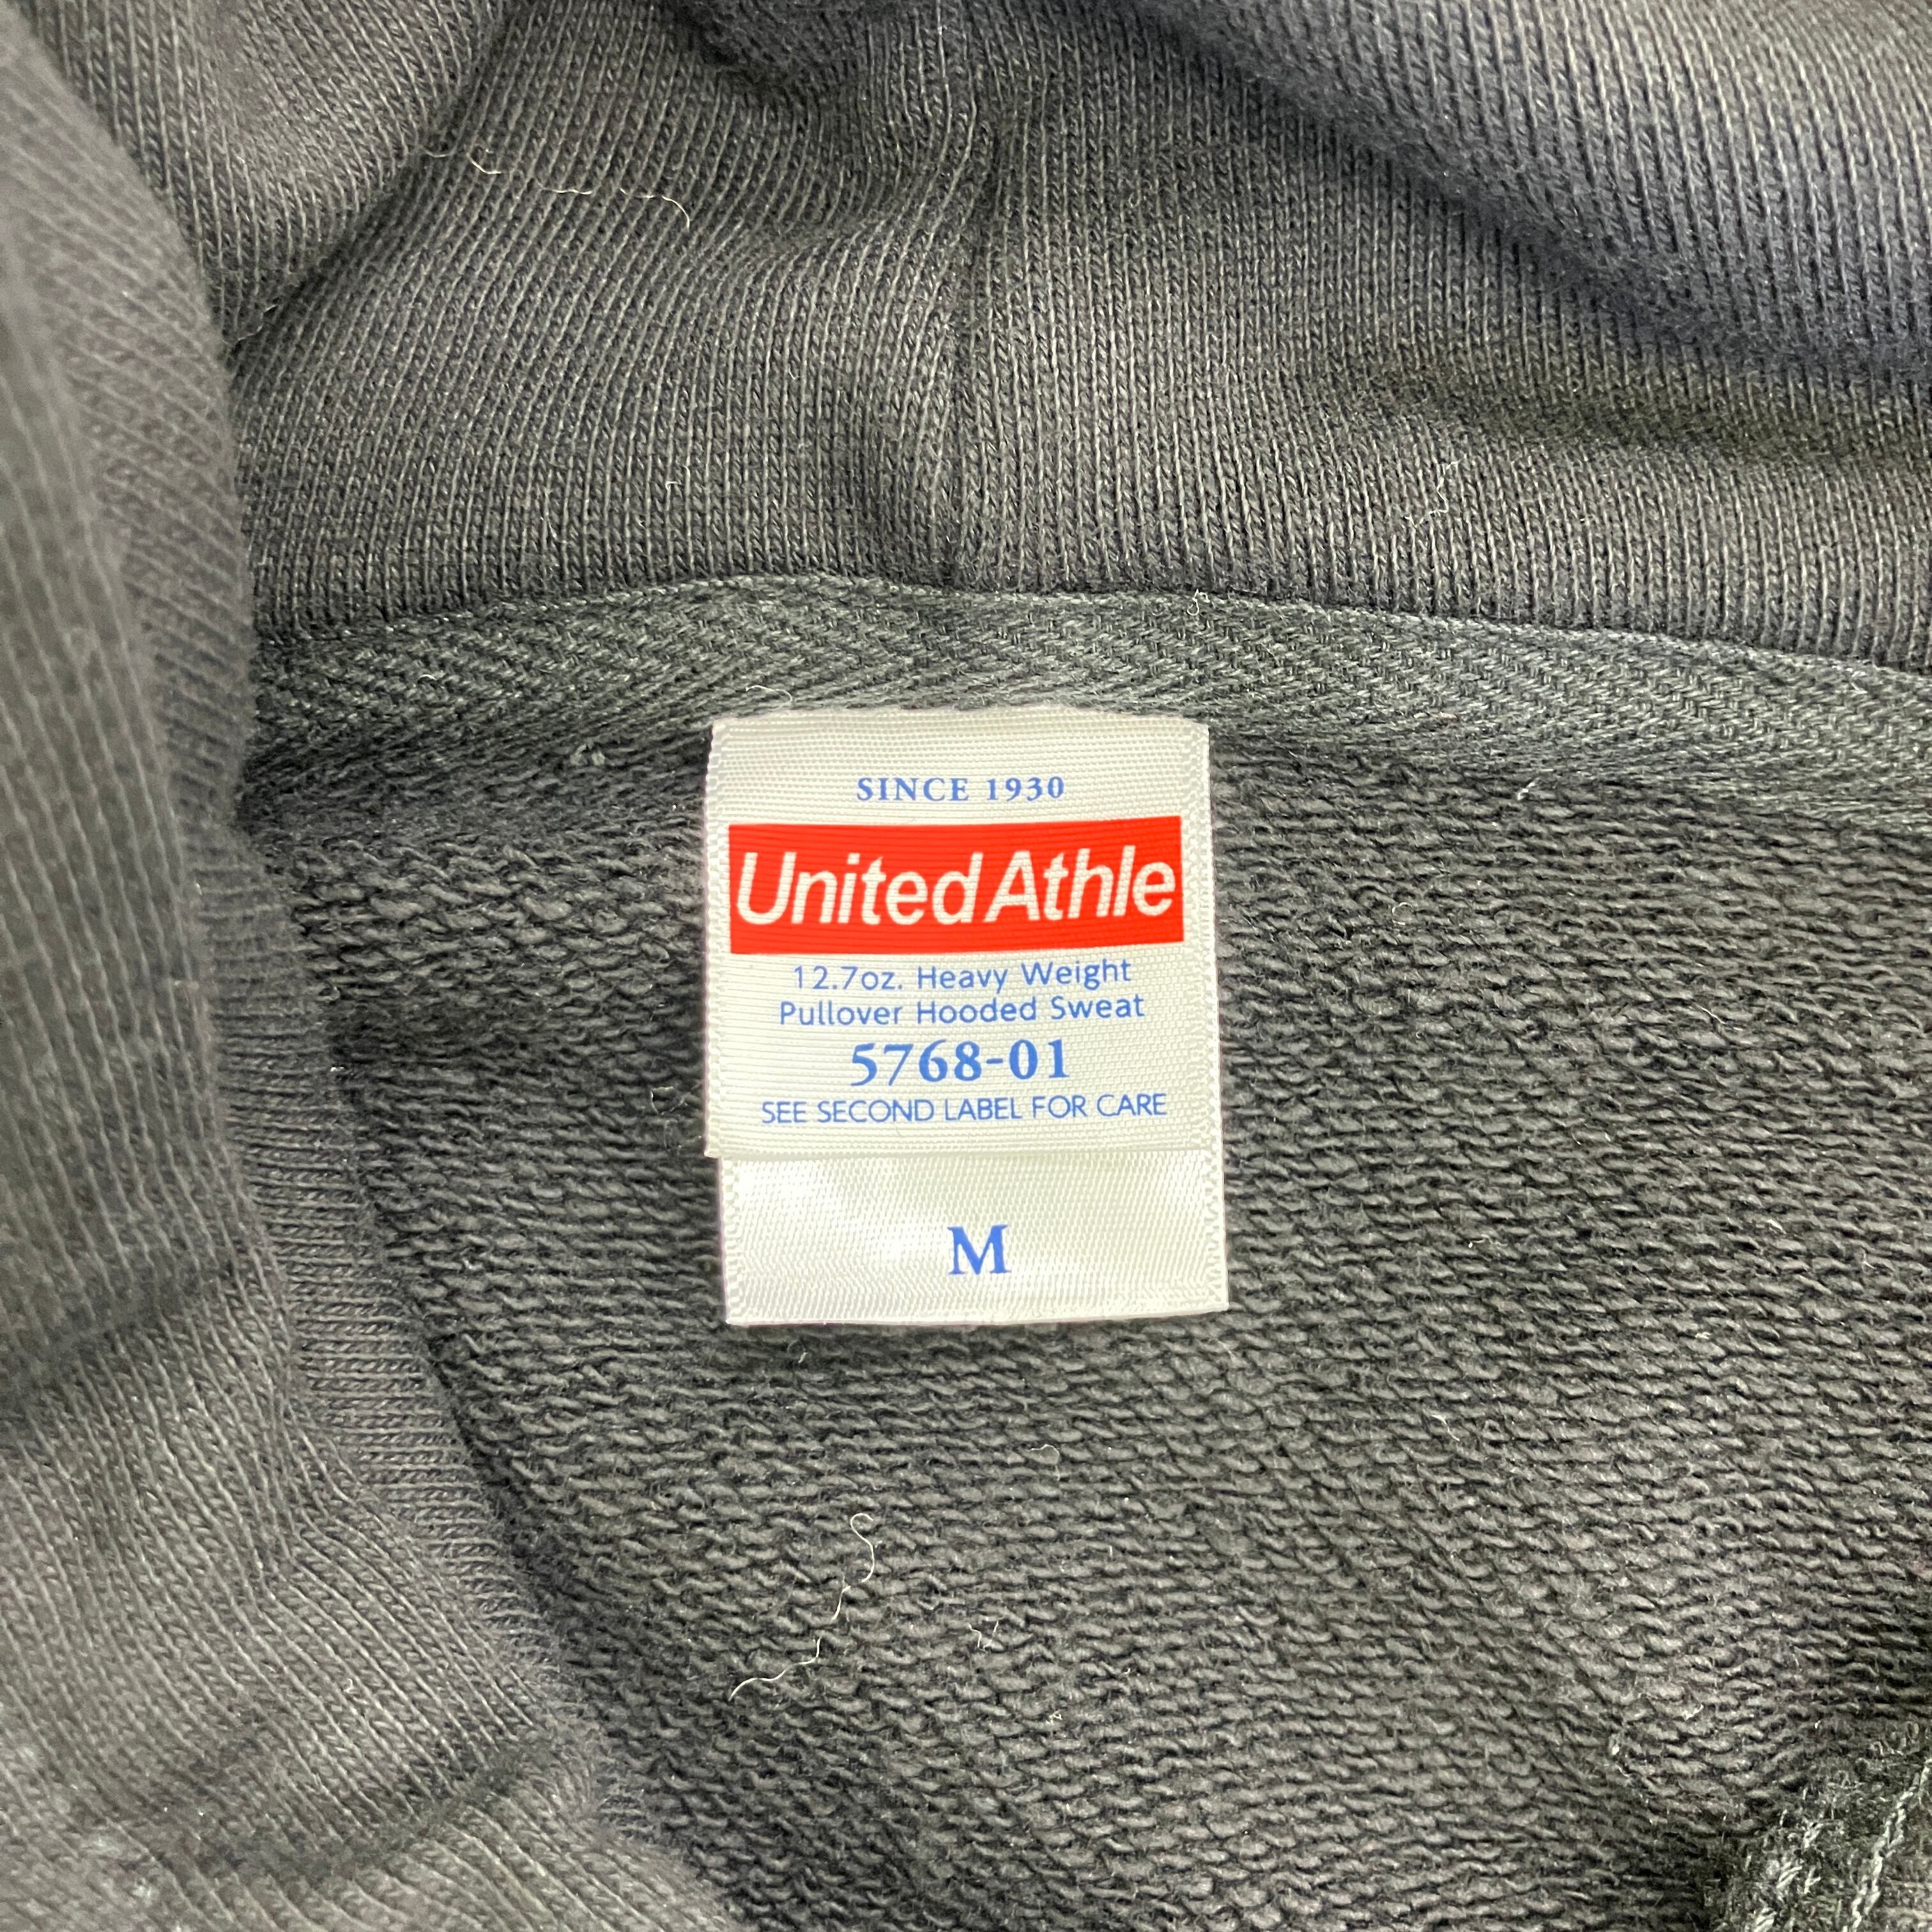 SINCE 1930
United Athle
12.7oz. Heavy Weight
Pullover Hooded Sweat
5768-01
SEE SECOND LABEL FOR CARE
M